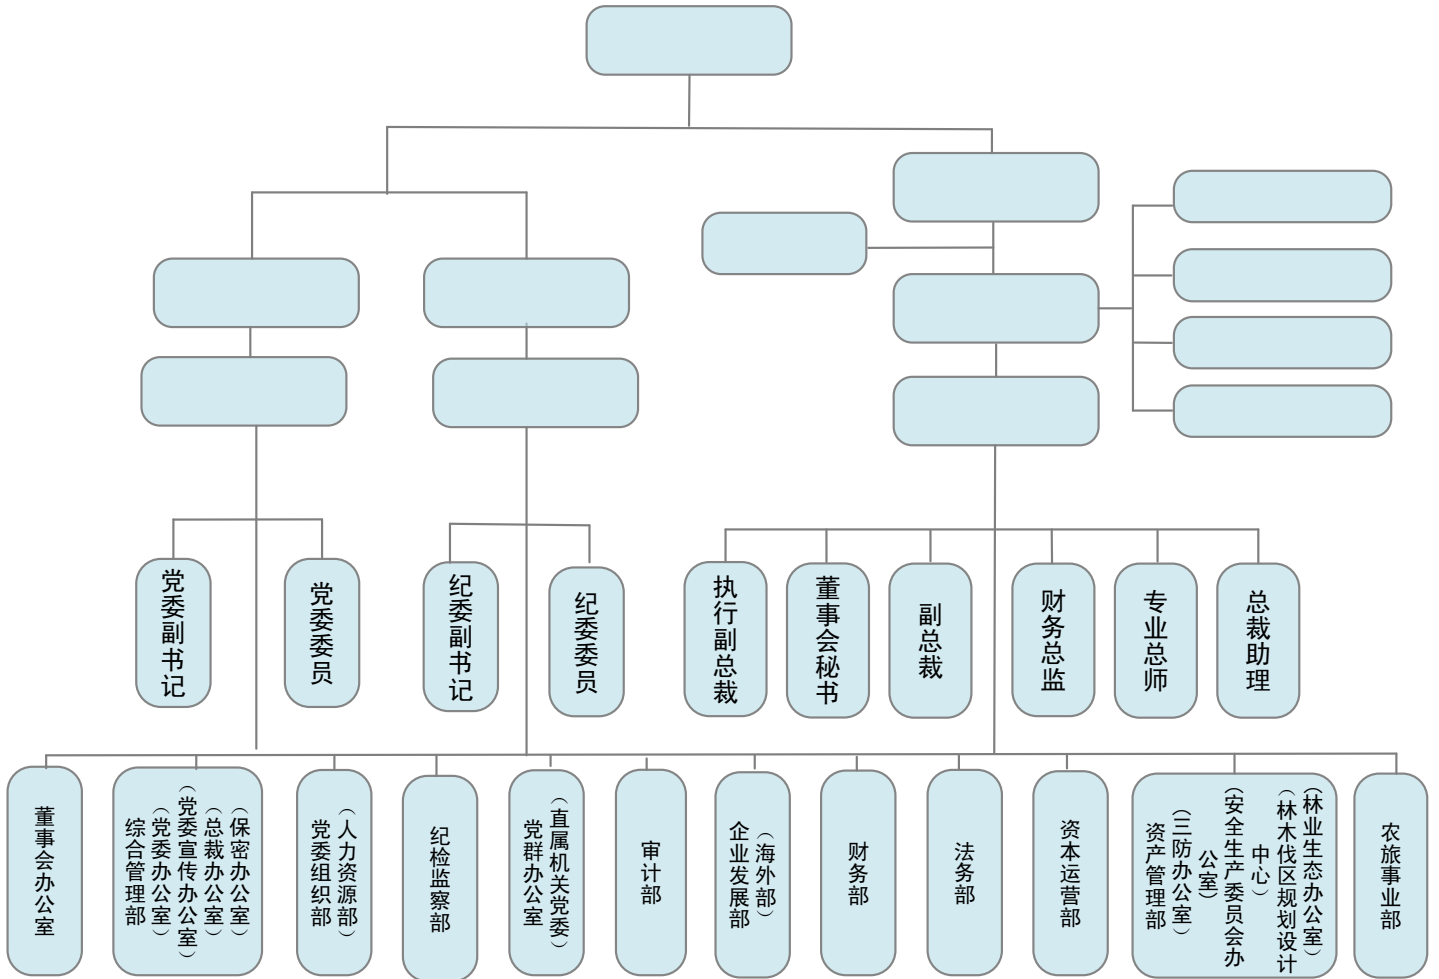 党委副书记
党委委员
纪委副书记
纪委委员
执行副总裁
董事会秘书
副总裁
财务总监
专业总师
总裁助理
董事会办公室
（保密办公室）
（总裁办公室）
（党委宣传办公室）
（党委办公室）
综合管理部
（人力资源部）
党委组织部
纪检监察部
（直属机关党委）
党群办公室
审计部
（海外部）
企业发展部
财务部
法务部
资本运营部
（林业生态办公室）
（林木伐区规划设计
中心）
（安全生产委员会办
公室）
（三防办公室）
资产管理部
农旅事业部